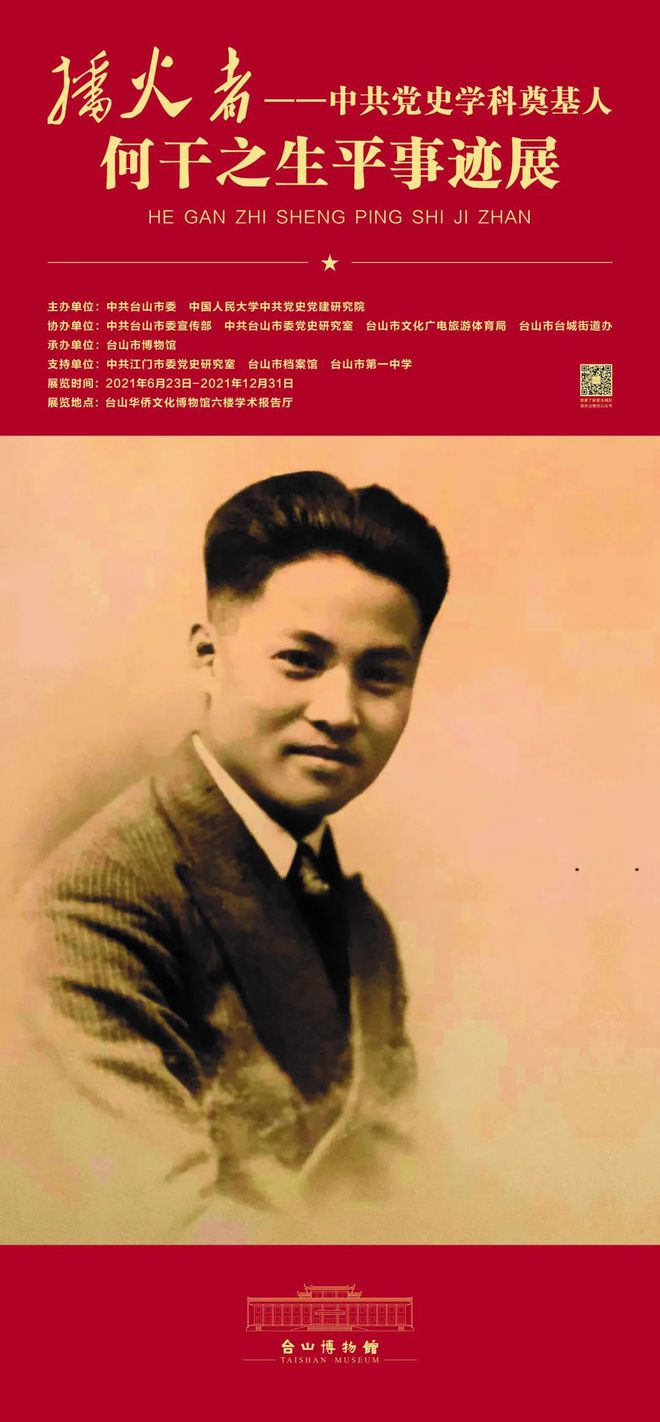 播火者——中共党史学科奠基人
何干之生平事迹展
HE GAN ZHI SHENG PING SHI JI ZHAN
主办单位：中共台山市委 中国人民大学中共党史党建研究院
协办单位：中共台山市委宣传部 中共台山市委党史研究室 台山市文化广电旅游体育局 台山市台城街道办
承办单位：台山市博物馆
支持单位：中共江门市委党史研究室 台山市档案馆 台山市第一中学
展览时间：2021年6月23日-2021年12月31日
展览地点：台山华侨文化博物馆六楼学术报告厅
台山博物館
TAISHAN MUSEUM